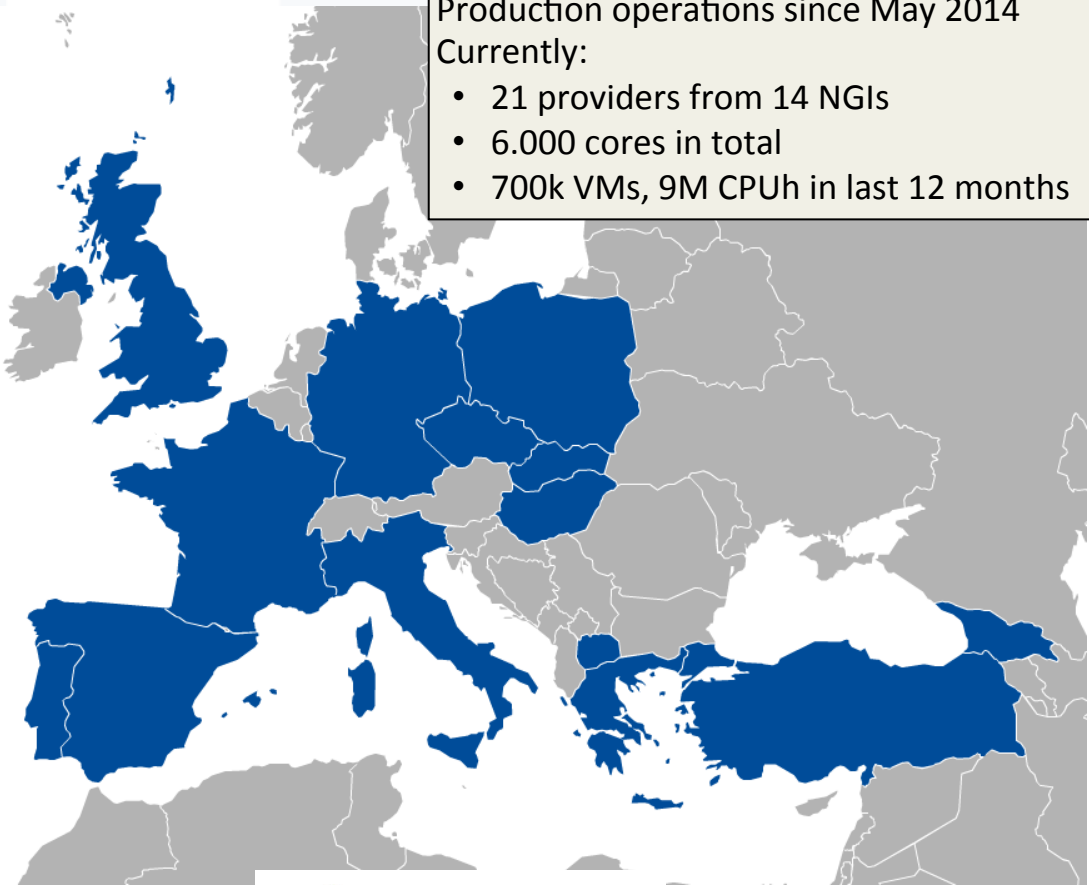 Production operations since May 2014
Currently:
• 21 providers from 14 NGIs
• 6.000 cores in total
• 700k VMs, 9M CPUh in last 12 months